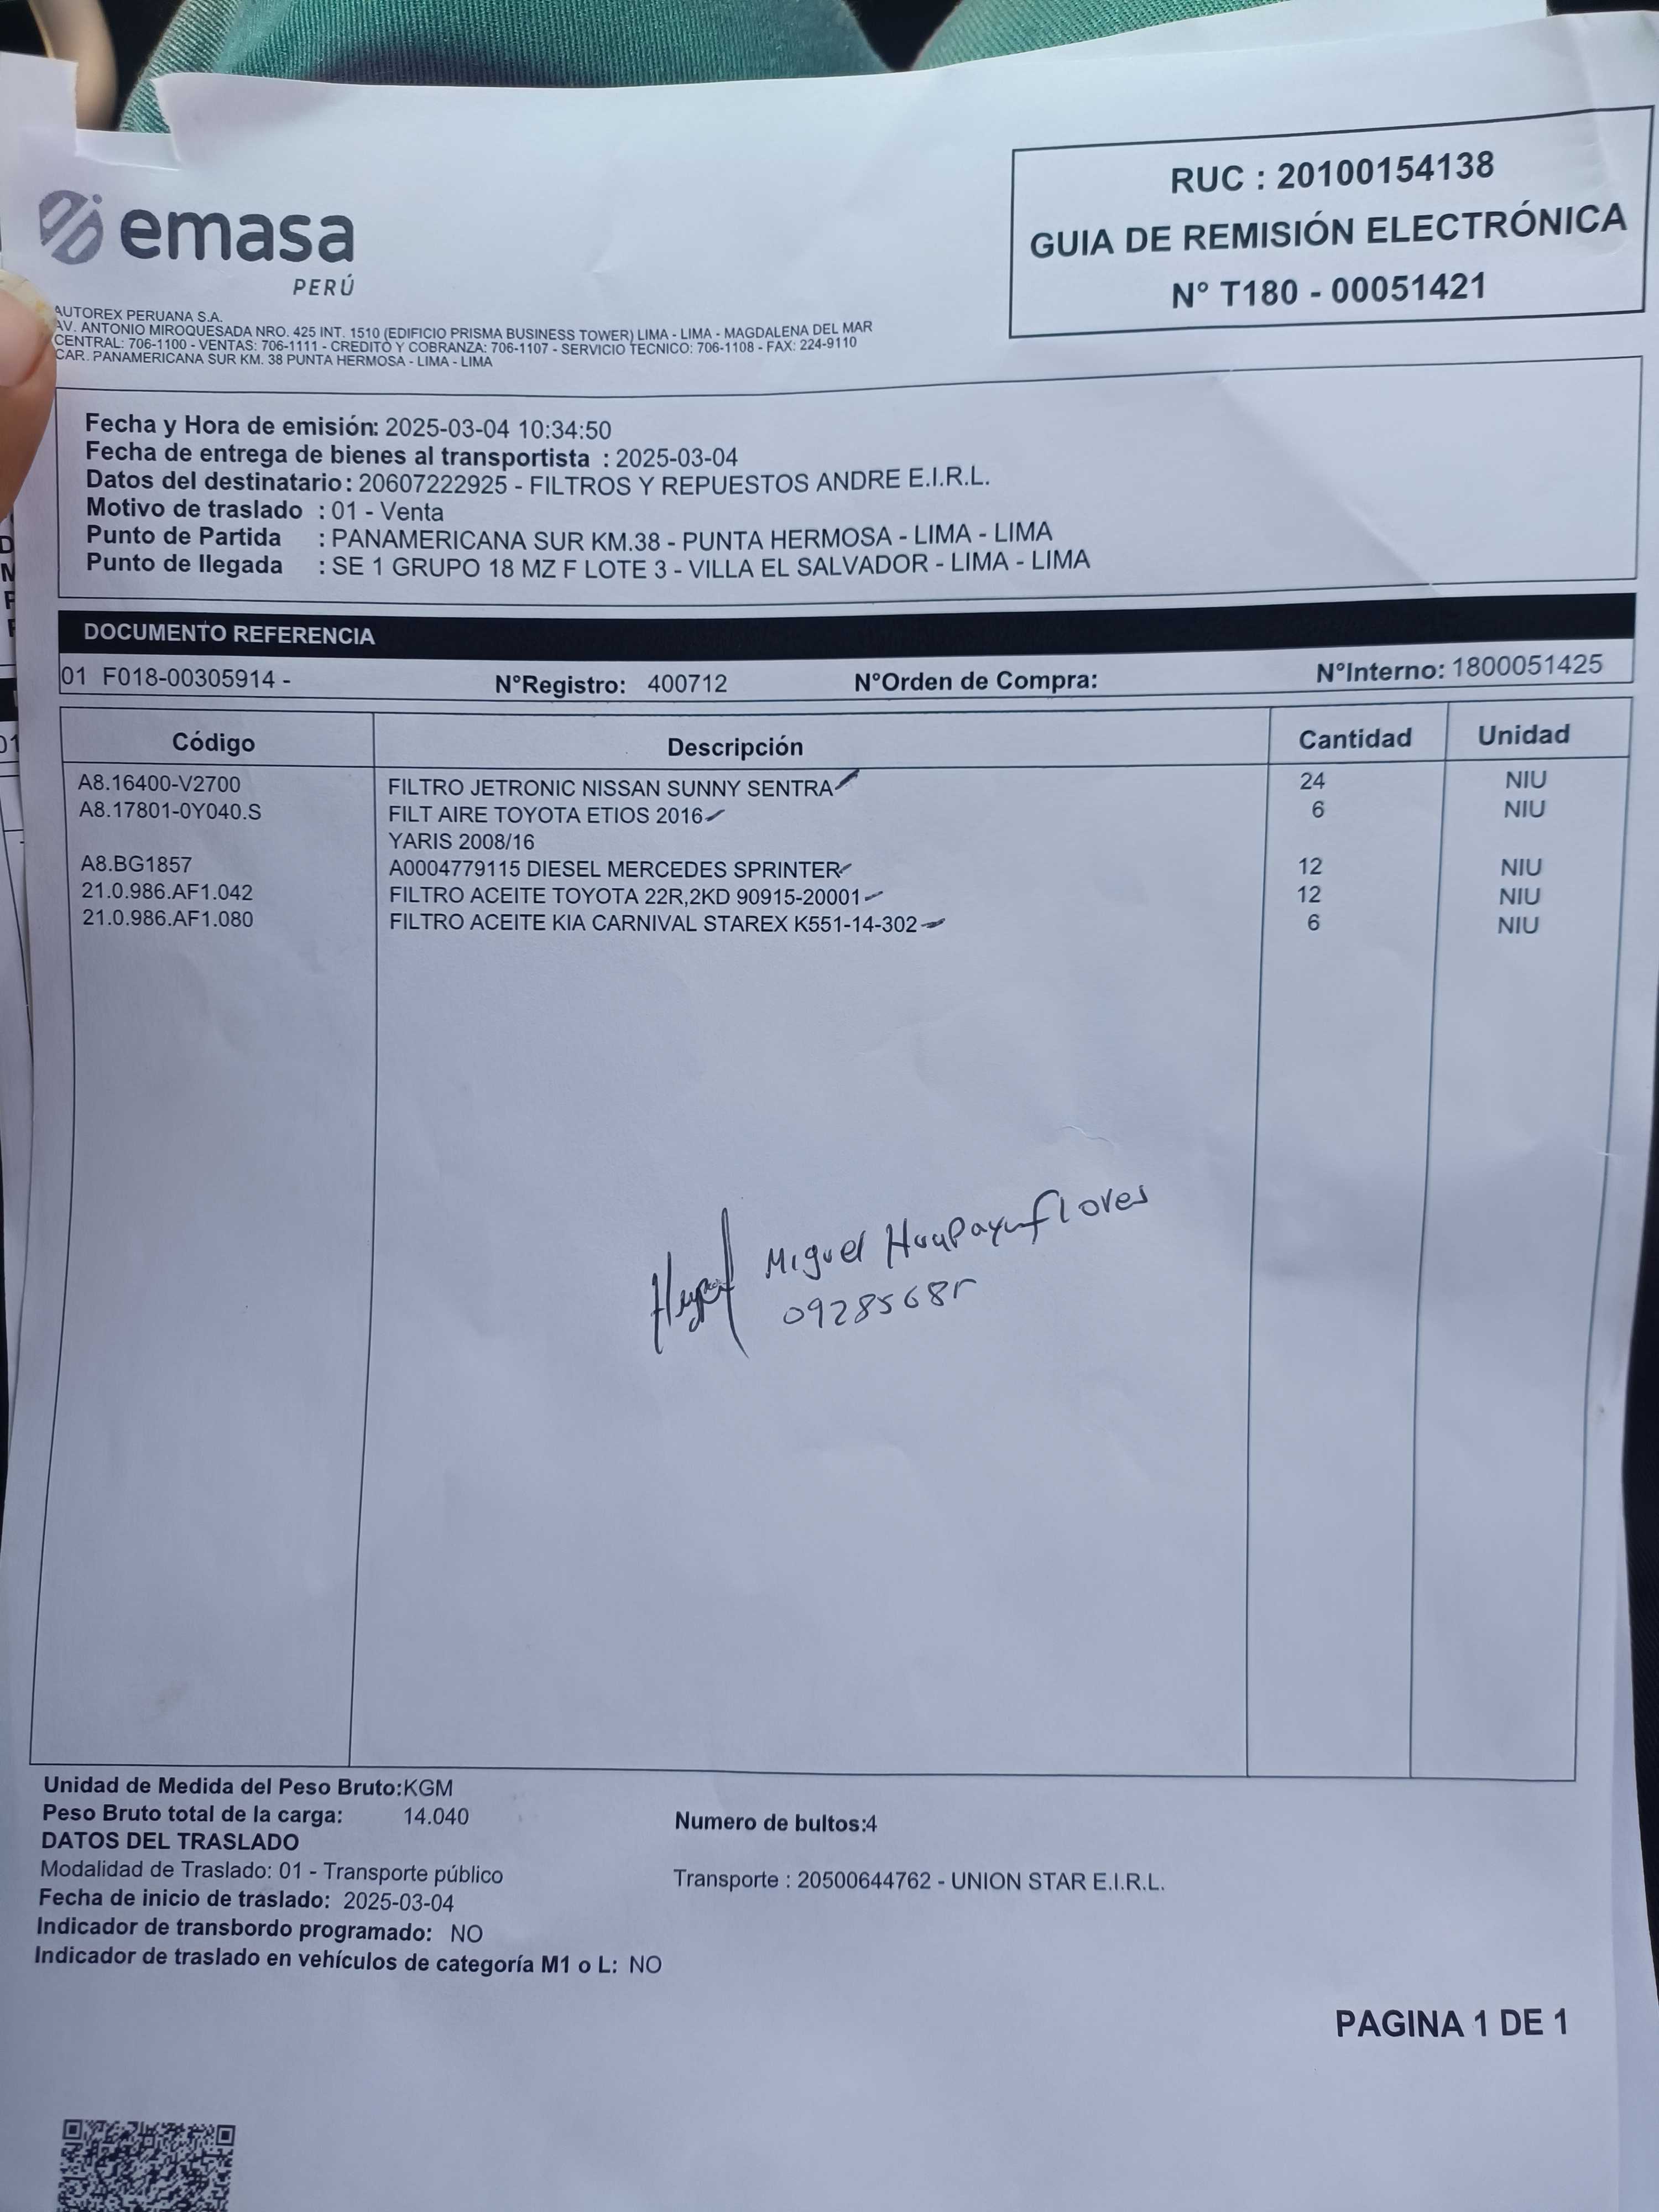 emasa
PERÚ
RUC : 20100154138
GUIA DE REMISIÓN ELECTRÓNICA
N° T180 - 00051421
AUTOREX PERUANA S.A.
AV. ANTONIO MIROQUESADA NRO. 425 INT. 1510 (EDIFICIO PRISMA BUSINESS TOWER) LIMA - LIMA - MAGDALENA DEL MAR
CENTRAL: 706-1100 - VENTAS: 706-1111 - CREDITO Y COBRANZA: 706-1107 - SERVICIO TECNICO: 706-1108 - FAX: 224-9110
CAR. PANAMERICANA SUR KM. 38 PUNTA HERMOSA - LIMA - LIMA
Fecha y Hora de emisión: 2025-03-04 10:34:50
Fecha de entrega de bienes al transportista : 2025-03-04
Datos del destinatario: 20607222925 - FILTROS Y REPUESTOS ANDRE E.I.R.L.
Motivo de traslado : 01 - Venta
Punto de Partida : PANAMERICANA SUR KM.38 - PUNTA HERMOSA - LIMA - LIMA
Punto de llegada : SE 1 GRUPO 18 MZ F LOTE 3 - VILLA EL SALVADOR - LIMA - LIMA
DOCUMENTO REFERENCIA
01 F018-00305914 - N°Registro: 400712 N°Orden de Compra: N°Interno: 1800051425
Código Descripción Cantidad Unidad
A8.16400-V2700 FILTRO JETRONIC NISSAN SUNNY SENTRA 24 NIU
A8.17801-0Y040.S FILT AIRE TOYOTA ETIOS 2016 6 NIU
YARIS 2008/16
A8.BG1857 A0004779115 DIESEL MERCEDES SPRINTER 12 NIU
21.0.986.AF1.042 FILTRO ACEITE TOYOTA 22R,2KD 90915-20001 12 NIU
21.0.986.AF1.080 FILTRO ACEITE KIA CARNIVAL STAREX K551-14-302 6 NIU
Miguel Huapaya Flores
Unidad de Medida del Peso Bruto:KGM
Peso Bruto total de la carga: 14.040 Numero de bultos:4
DATOS DEL TRASLADO
Modalidad de Traslado: 01 - Transporte público Transporte : 20500644762 - UNION STAR E.I.R.L.
Fecha de inicio de traslado: 2025-03-04
Indicador de transbordo programado: NO
Indicador de traslado en vehículos de categoría M1 o L: NO
PAGINA 1 DE 1